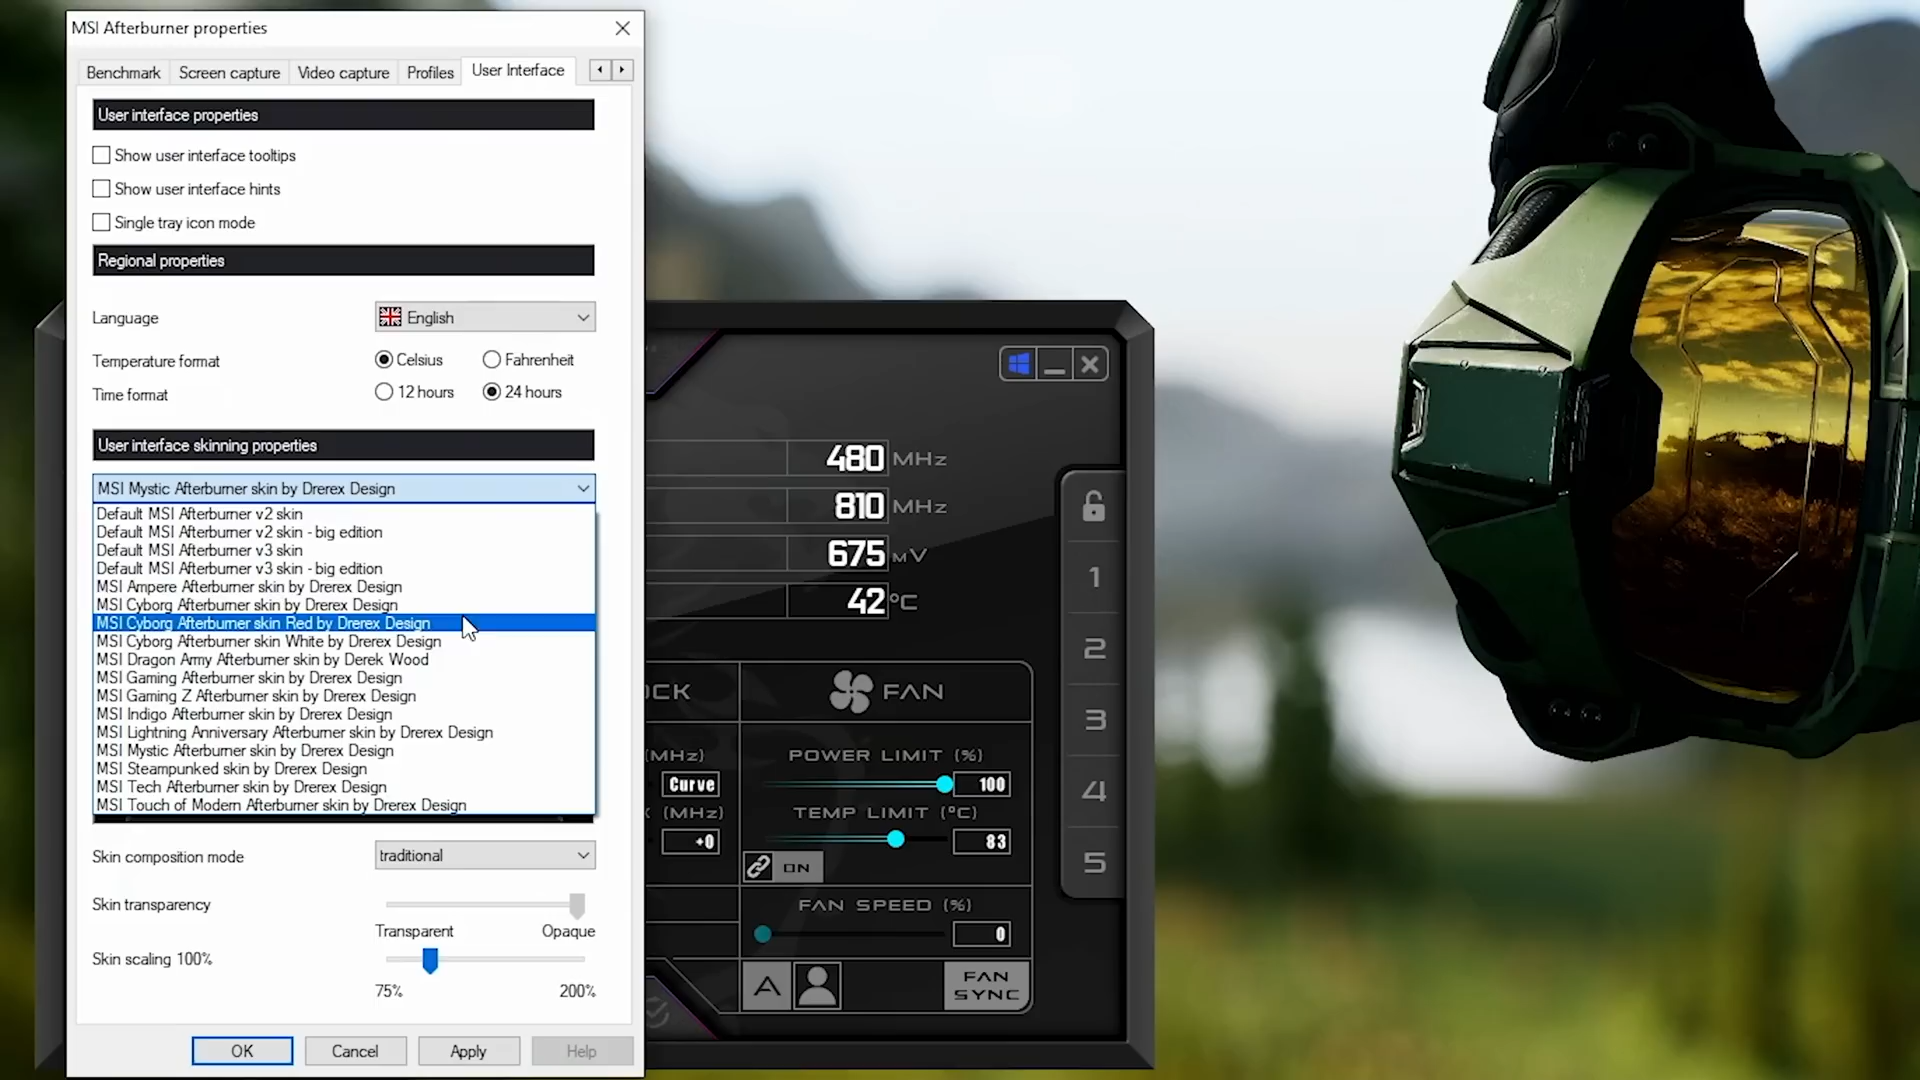 MSI Afterburner properties
Benchmark Screen capture Video capture Profiles User Interface
User interface properties
Show user interface tooltips
Show user interface hints
Single tray icon mode
Regional properties
Language English
Temperature format Celsius Fahrenheit
Time format 12 hours 24 hours
User interface skinning properties
MSI Mystic Afterburner skin by Drerex Design
Default MSI Afterburner v2 skin
Default MSI Afterburner v2 skin - big edition
Default MSI Afterburner v3 skin
Default MSI Afterburner v3 skin - big edition
MSI Ampere Afterburner skin by Drerex Design
MSI Cyborg Afterburner skin by Drerex Design
MSI Cyborg Afterburner skin Red by Drerex Design
MSI Cyborg Afterburner skin White by Drerex Design
MSI Dragon Army Afterburner skin by Derek Wood
MSI Gaming Afterburner skin by Drerex Design
MSI Gaming Z Afterburner skin by Drerex Design
MSI Indigo Afterburner skin by Drerex Design
MSI Lightning Anniversary Afterburner skin by Drerex Design
MSI Mystic Afterburner skin by Drerex Design
MSI Steampunked skin by Drerex Design
MSI Tech Afterburner skin by Drerex Design
MSI Touch of Modern Afterburner skin by Drerex Design
Skin composition mode traditional
Skin transparency
Transparent Opaque
Skin scaling 100%
75% 200%
OK Cancel Apply Help
480 MHz
810 MHz
675 MV
42 °C
OCK
(MHz)
Curve
(MHz)
+0
FAN
POWER LIMIT (%)
100
TEMP LIMIT (°C)
83
ON
FAN SPEED (%)
0
A
FAN
SYNC
1
2
3
4
5